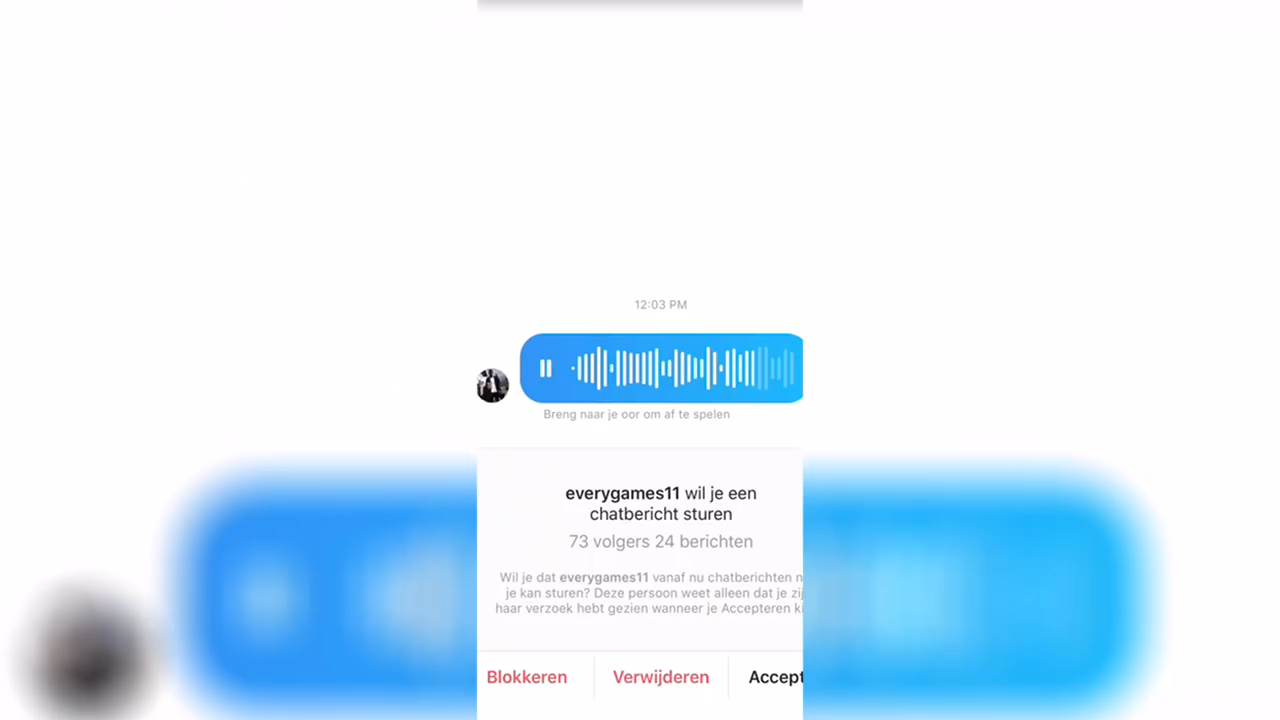 12:03 PM
Breng naar je oor om af te spelen
everygames11 wil je een
chatbericht sturen
73 volgers 24 berichten
Wil je dat everygames11 vanaf nu chatberichten n
je kan sturen? Deze persoon weet alleen dat je zij
haar verzoek hebt gezien wanneer je Accepteren k
Blokkeren Verwijderen Accept